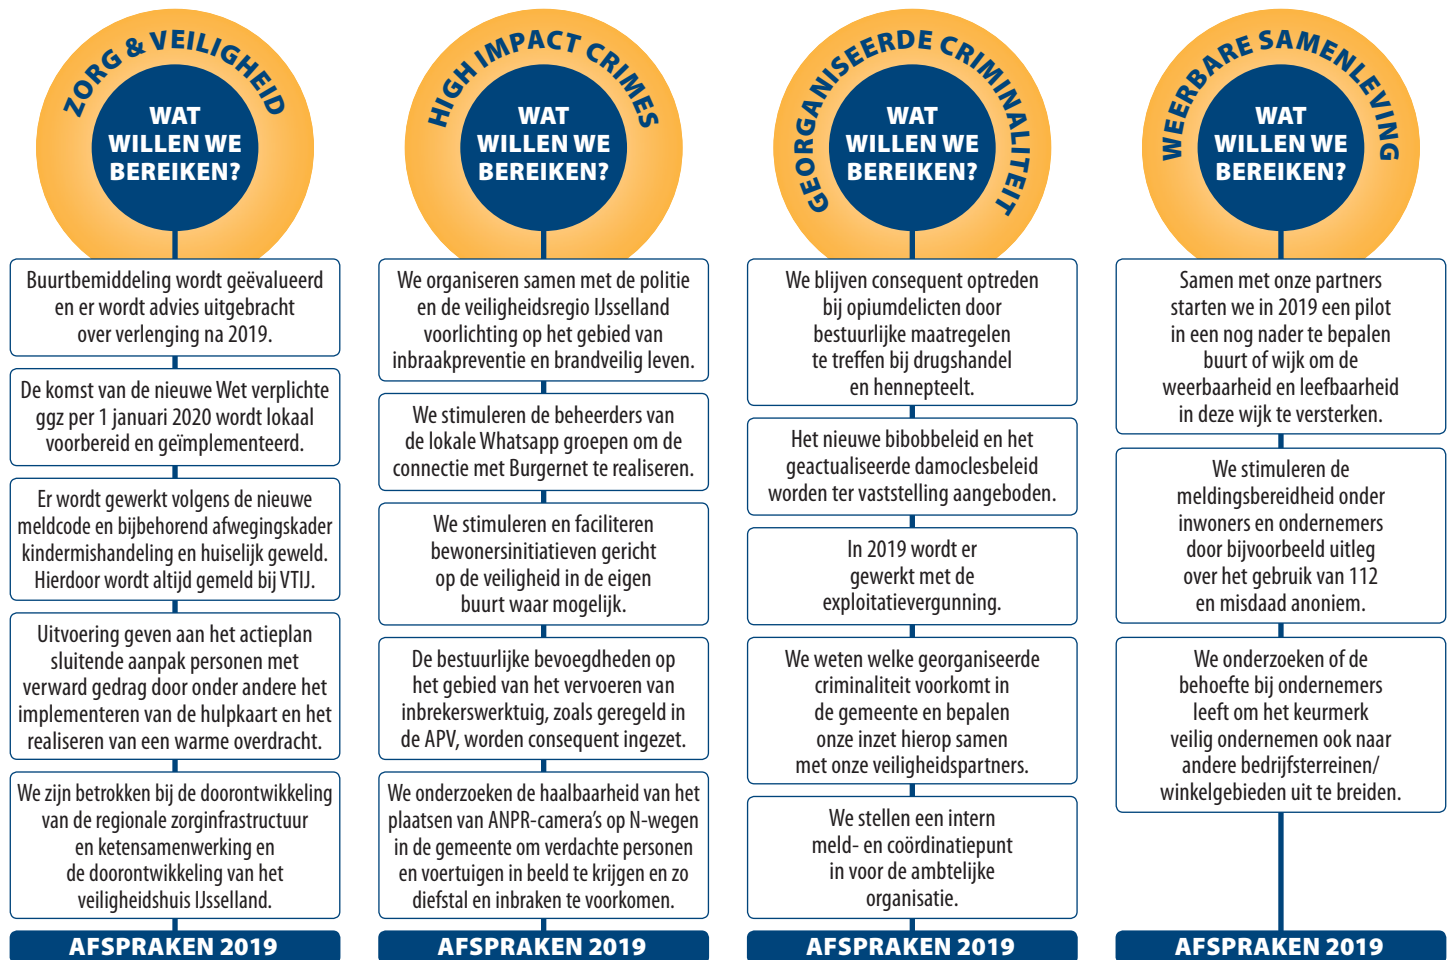 ZORG & VEILIGHEID
WAT
WILLEN WE
BEREIKEN?
Buurtbemiddeling wordt geëvalueerd
en er wordt advies uitgebracht
over verlenging na 2019.
De komst van de nieuwe Wet verplichte
ggz per 1 januari 2020 wordt lokaal
voorbereid en geïmplementeerd.
Er wordt gewerkt volgens de nieuwe
meldcode en bijbehorend afwegingskader
kindermishandeling en huiselijk geweld.
Hierdoor wordt altijd gemeld bij VTIJ.
Uitvoering geven aan het actieplan
sluitende aanpak personen met
verward gedrag door onder andere het
implementeren van de hulpkaart en het
realiseren van een warme overdracht.
We zijn betrokken bij de doorontwikkeling
van de regionale zorginfrastructuur
en ketensamenwerking en
de doorontwikkeling van het
veiligheidshuis IJsselland.
AFSPRAKEN 2019
HIGH IMPACT CRIMES
WAT
WILLEN WE
BEREIKEN?
We organiseren samen met de politie
en de veiligheidsregio IJsselland
voorlichting op het gebied van
inbraakpreventie en brandveilig leven.
We stimuleren de beheerders van
de lokale Whatsapp groepen om de
connectie met Burgernet te realiseren.
We stimuleren en faciliteren
bewonersinitiatieven gericht
op de veiligheid in de eigen
buurt waar mogelijk.
De bestuurlijke bevoegdheden op
het gebied van het vervoeren van
inbrekerswerktuig, zoals geregeld in
de APV, worden consequent ingezet.
We onderzoeken de haalbaarheid van het
plaatsen van ANPR-camera's op N-wegen
in de gemeente om verdachte personen
en voertuigen in beeld te krijgen en zo
diefstal en inbraken te voorkomen.
AFSPRAKEN 2019
GEORGANISEERDE CRIMINALITEIT
WAT
WILLEN WE
BEREIKEN?
We blijven consequent optreden
bij opiumdelicten door
bestuurlijke maatregelen
te treffen bij drugshandel
en hennepteelt.
Het nieuwe bibobbeleid en het
geactualiseerde damoclesbeleid
worden ter vaststelling aangeboden.
In 2019 wordt er
gewerkt met de
exploitatievergunning.
We weten welke georganiseerde
criminaliteit voorkomt in
de gemeente en bepalen
onze inzet hierop samen
met onze veiligheidspartners.
We stellen een intern
meld- en coördinatiepunt
in voor de ambtelijke
organisatie.
AFSPRAKEN 2019
WEERBARE SAMENLEVING
WAT
WILLEN WE
BEREIKEN?
Samen met onze partners
starten we in 2019 een pilot
in een nog nader te bepalen
buurt of wijk om de
weerbaarheid en leefbaarheid
in deze wijk te versterken.
We stimuleren de
meldingsbereidheid onder
inwoners en ondernemers
door bijvoorbeeld uitleg
over het gebruik van 112
en misdaad anoniem.
We onderzoeken of de
behoefte bij ondernemers
leeft om het keurmerk
veilig ondernemen ook naar
andere bedrijfsterreinen/
winkelgebieden uit te breiden.
AFSPRAKEN 2019